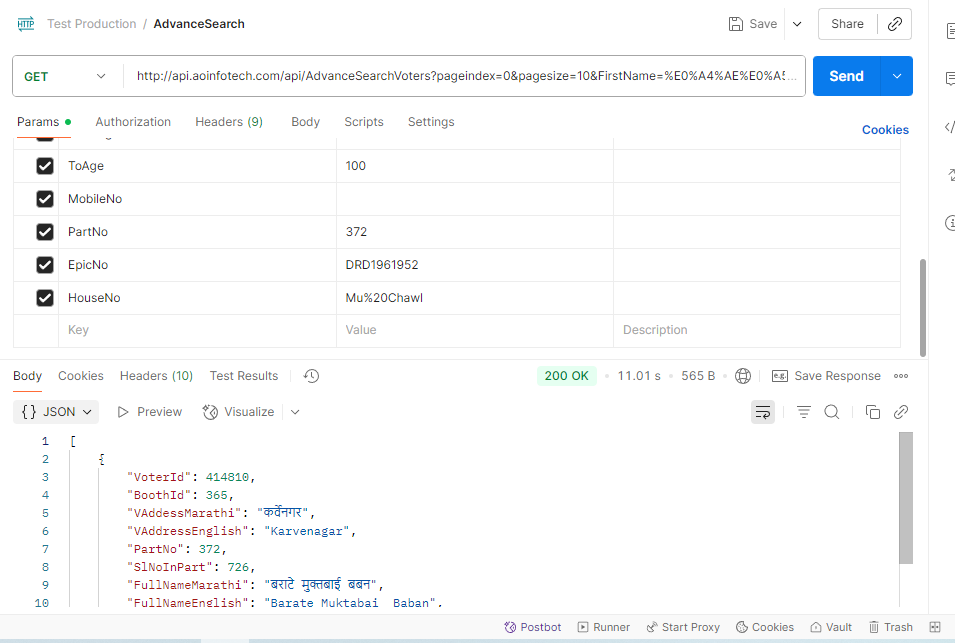 HTTP Test Production / AdvanceSearch Save Share
GET http://api.aoinfotech.com/api/AdvanceSearchVoters?pageindex=0&pagesize=10&FirstName=%E0%A4%AE%E0%A5... Send
Params Authorization Headers (9) Body Scripts Settings Cookies
ToAge 100
MobileNo
PartNo 372
EpicNo DRD1961952
HouseNo Mu%20Chawl
Key Value Description
Body Cookies Headers (10) Test Results 200 OK 11.01 s 565 B e.g. Save Response
{} JSON Preview Visualize
1 [
2 {
3 "VoterId": 414810,
4 "BoothId": 365,
5 "VAddessMarathi": "कर्वेनगर",
6 "VAddressEnglish": "Karvenagar",
7 "PartNo": 372,
8 "SlNoInPart": 726,
9 "FullNameMarathi": "बराटे मुक्ताबाई बबन",
10 "FullNameEnglish": "Barate Muktabai Baban",
Postbot Runner Start Proxy Cookies Vault Trash